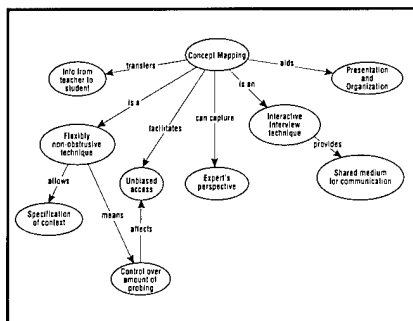 Concept Mapping
transfers
aids
Info from
teacher to
student
Presentation
and
Organization
is a
is an
facilitates
can capture
Interactive
Interview
technique
Flexibly
non-obstrusive
technique
provides
Unbiased
access
Expert's
perspective
Shared medium
for communication
allows
means
affects
Specification
of context
Control over
amount of
probing